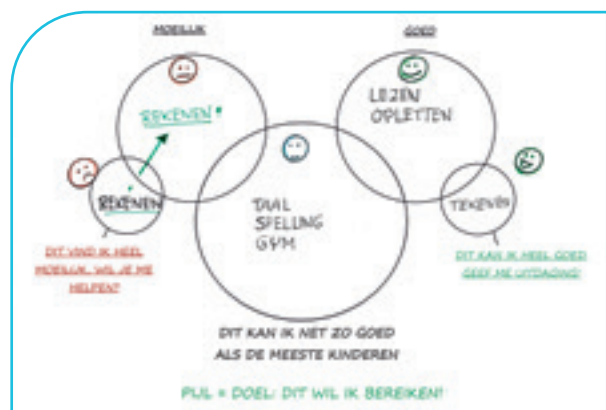 MOEILIJK
GOED
REKENEN!
LEZEN
OPLETTEN
REKENEN
TAAL
SPELLING
GYM
TEKENEN
DIT VIND IK HEEL
MOEILIJK. WIL JE ME
HELPEN?
DIT KAN IK HEEL GOED
GEEF ME UITDAGING!
DIT KAN IK NET ZO GOED
ALS DE MEESTE KINDEREN
PIJL = DOEL: DIT WIL IK BEREIKEN!